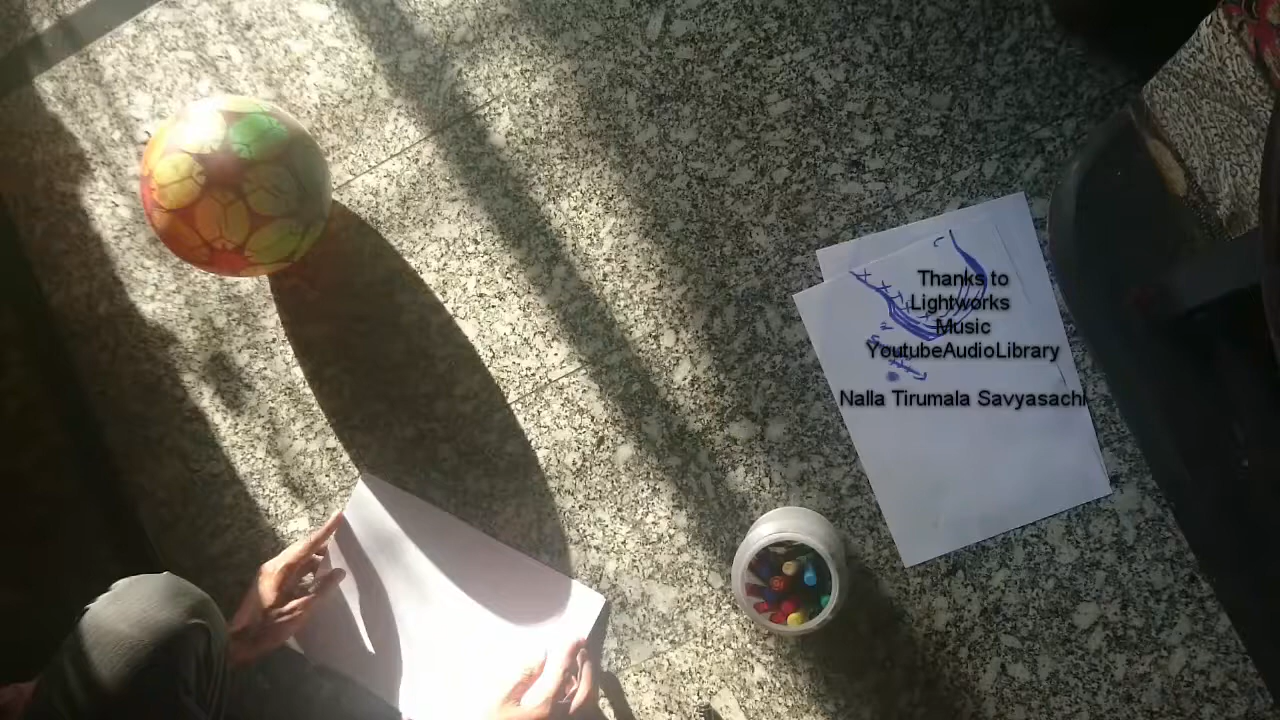 Thanks to
Lightworks
Music
YoutubeAudioLibrary
Nalla Tirumala Savyasachi